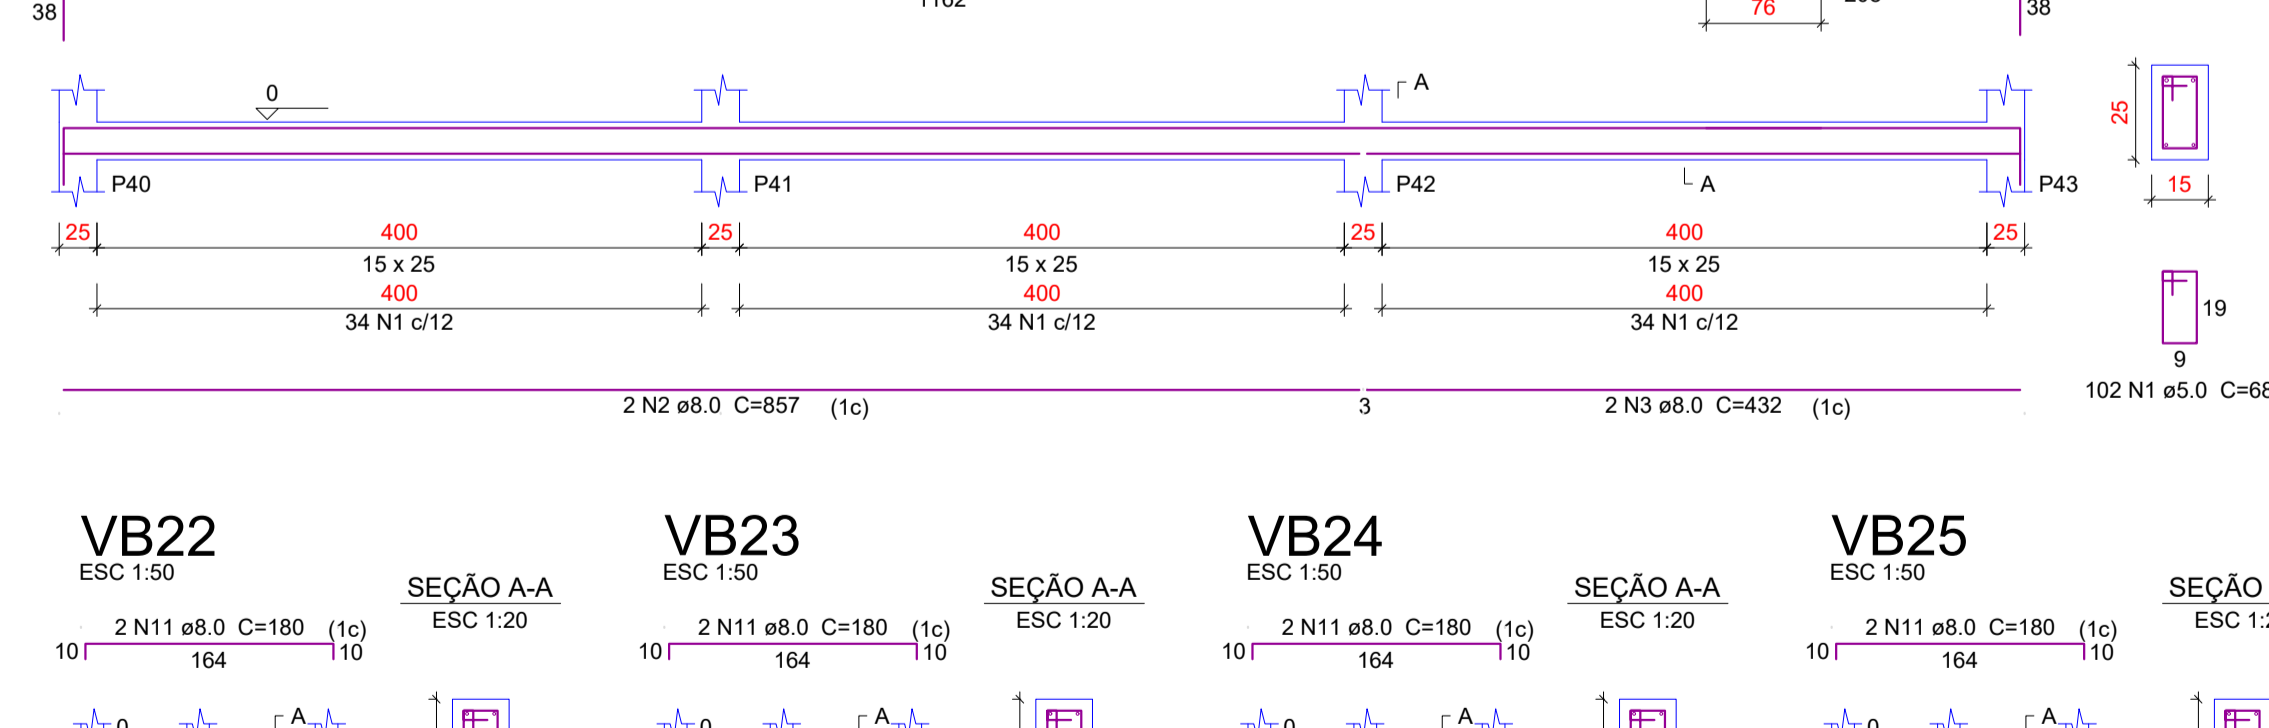 38
76
38
0
A
25
P40
P41
P42
A
P43
15
25 400 25 400 25 400 25
15 x 25 15 x 25 15 x 25
400 400 400
34 N1 c/12 34 N1 c/12 34 N1 c/12
19
9
102 N1 ø5.0 C=68
2 N2 ø8.0 C=857 (1c) 3 2 N3 ø8.0 C=432 (1c)
VB22 VB23 VB24 VB25
ESC 1:50 ESC 1:50 ESC 1:50 ESC 1:50
SEÇÃO A-A SEÇÃO A-A SEÇÃO A-A SEÇÃO
ESC 1:20 ESC 1:20 ESC 1:20 ESC 1:2
2 N11 ø8.0 C=180 (1c) 2 N11 ø8.0 C=180 (1c) 2 N11 ø8.0 C=180 (1c) 2 N11 ø8.0 C=180 (1c)
10 164 10 10 164 10 10 164 10 10 164 10
0 A 0 A 0 A 0 A